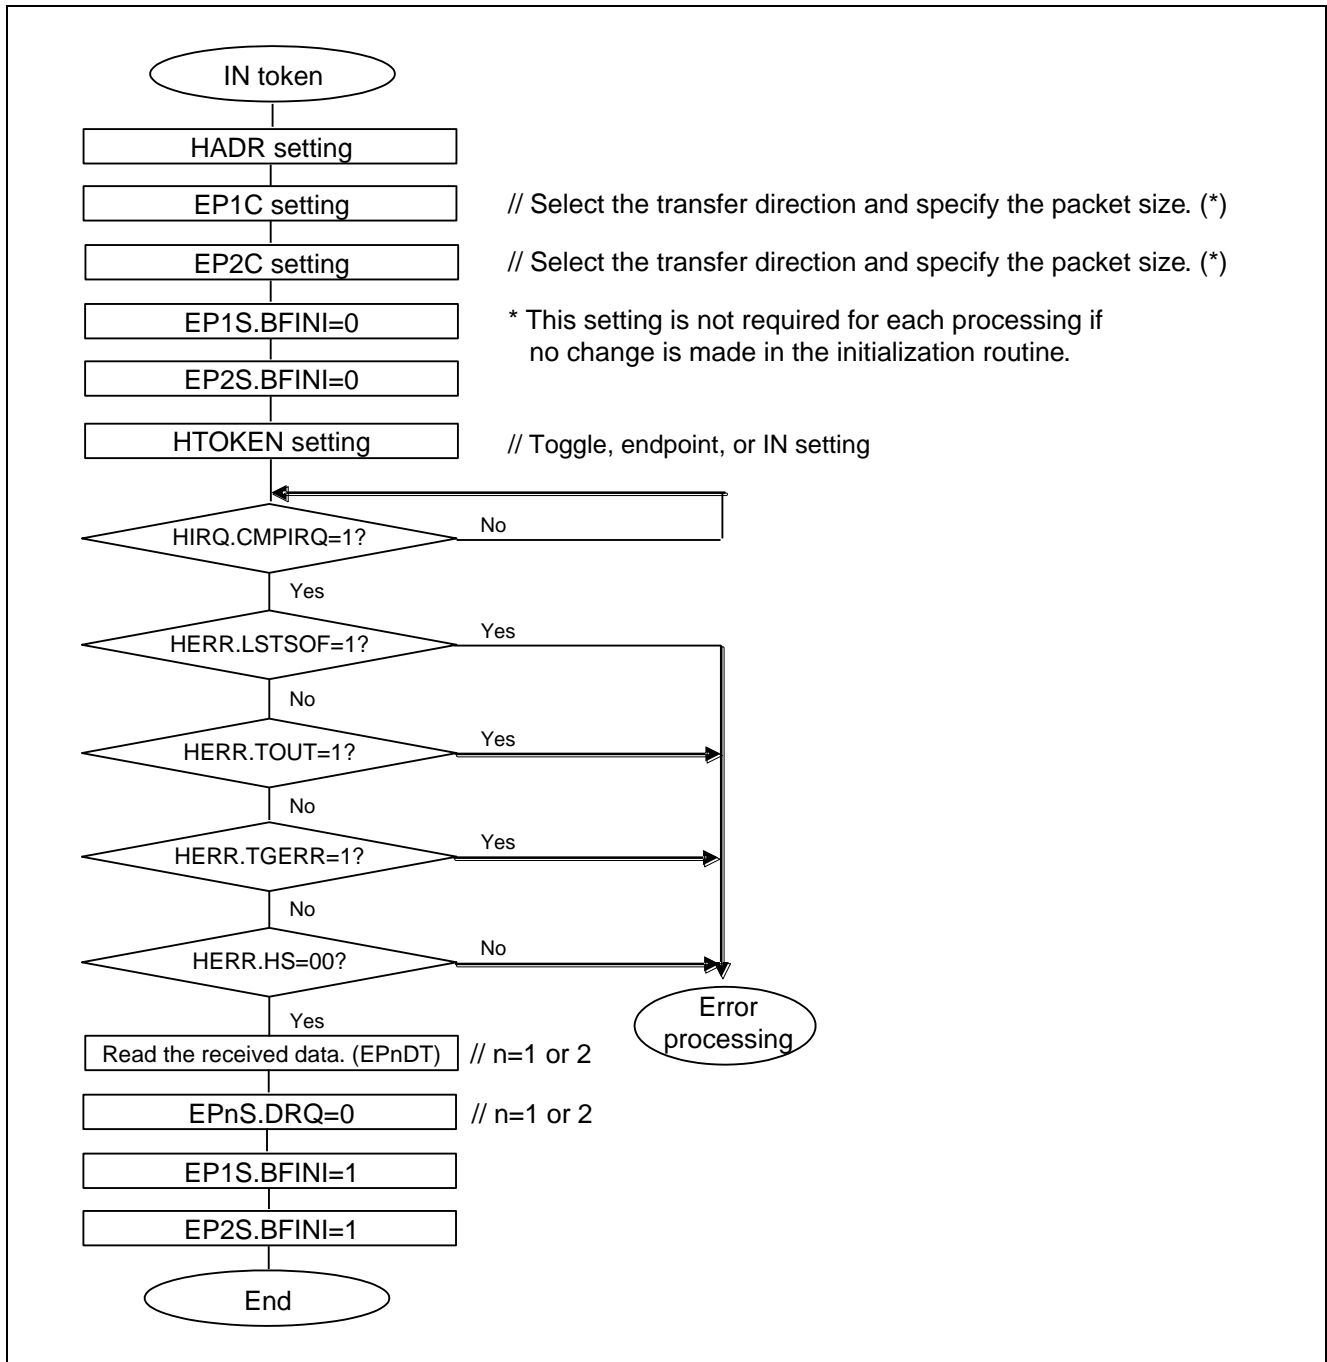 IN token
HADR setting
EP1C setting
// Select the transfer direction and specify the packet size. (*)
EP2C setting
// Select the transfer direction and specify the packet size. (*)
EP1S.BFINI=0
* This setting is not required for each processing if
no change is made in the initialization routine.
EP2S.BFINI=0
HTOKEN setting
// Toggle, endpoint, or IN setting
HIRQ.CMPIRQ=1?
No
Yes
HERR.LSTSOF=1?
Yes
No
HERR.TOUT=1?
Yes
No
HERR.TGERR=1?
Yes
No
HERR.HS=00?
No
Yes
Error
processing
Read the received data. (EPnDT)
// n=1 or 2
EPnS.DRQ=0
// n=1 or 2
EP1S.BFINI=1
EP2S.BFINI=1
End